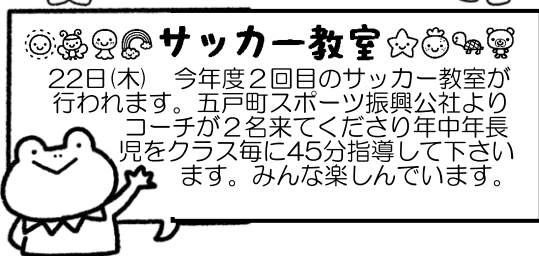 サッカー教室
22日(木)　今年度２回目のサッカー教室が
行われます。五戸町スポーツ振興公社より
コーチが２名来てくださり年中年長
児をクラス毎に45分指導して下さい
ます。みんな楽しんでいます。